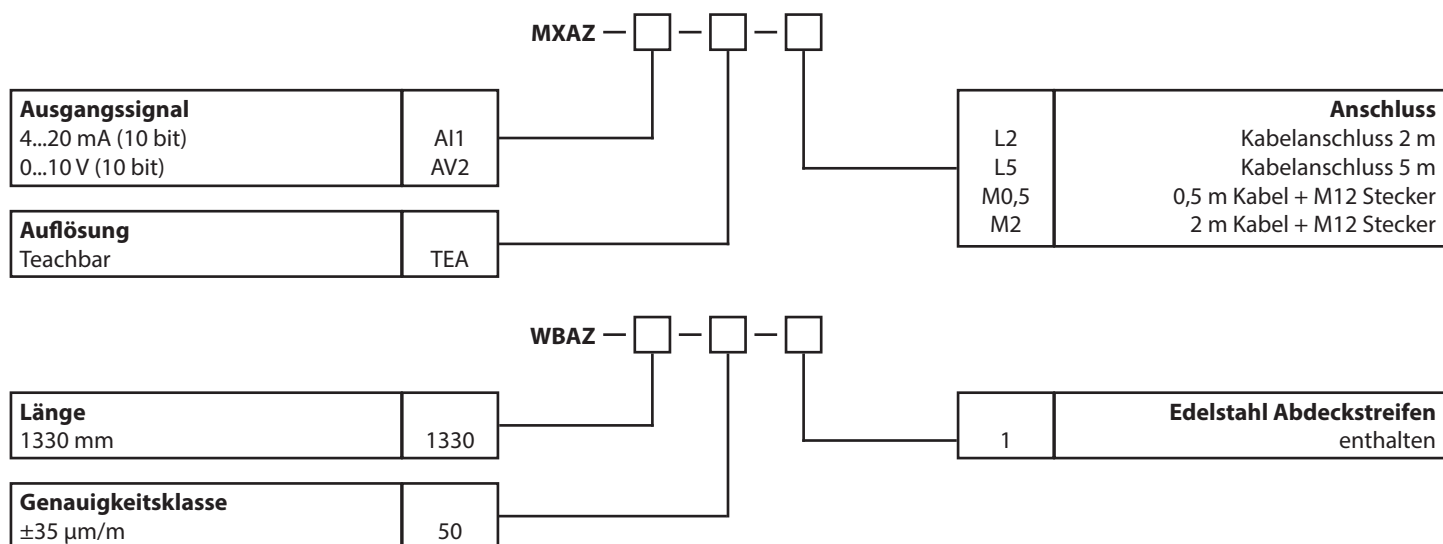 MXAZ — □ — □ — □
Ausgangssignal
4...20 mA (10 bit) AI1
0...10 V (10 bit) AV2
Auflösung
Teachbar TEA
Anschluss
L2 Kabelanschluss 2 m
L5 Kabelanschluss 5 m
M0,5 0,5 m Kabel + M12 Stecker
M2 2 m Kabel + M12 Stecker
WBAZ — □ — □ — □
Länge
1330 mm 1330
Genauigkeitsklasse
±35 µm/m 50
Edelstahl Abdeckstreifen
1 enthalten